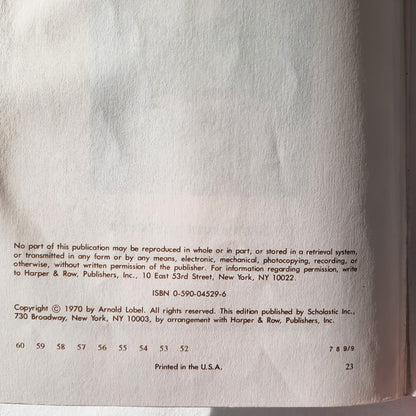 No part of this publication may be reproduced in whole or in part, or stored in a retrieval system,
or transmitted in any form or by any means, electronic, mechanical, photocopying, recording, or
otherwise, without written permission of the publisher. For information regarding permission, write
to Harper & Row, Publishers, Inc., 10 East 53rd Street, New York, NY 10022.
ISBN 0-590-04529-6
Copyright © 1970 by Arnold Lobel. All rights reserved. This edition published by Scholastic Inc.,
730 Broadway, New York, NY 10003, by arrangement with Harper & Row, Publishers, Inc.
60 59 58 57 56 55 54 53 52 7 8 9/9
Printed in the U.S.A. 23